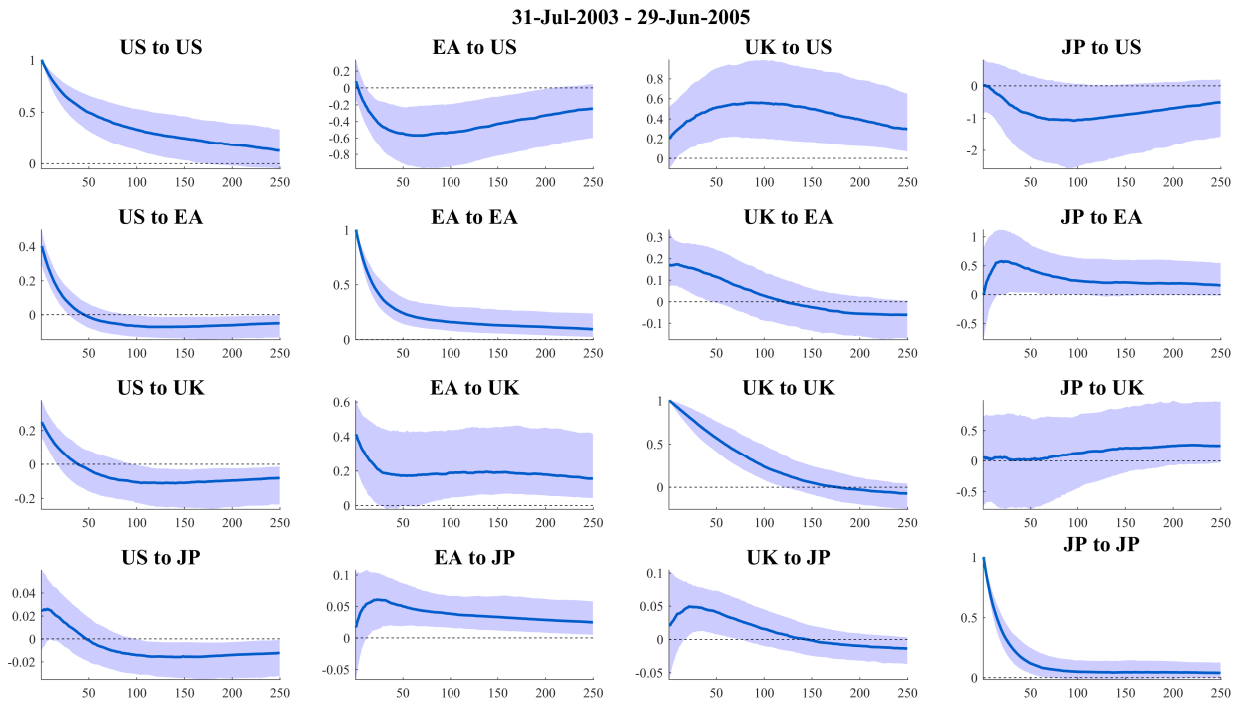 31-Jul-2003 - 29-Jun-2005
US to US
EA to US
UK to US
JP to US
1
0.5
0
50 100 150 200 250
0.2
0
-0.2
-0.4
-0.6
-0.8
50 100 150 200 250
0.8
0.6
0.4
0.2
0
50 100 150 200 250
0
-1
-2
50 100 150 200 250
US to EA
EA to EA
UK to EA
JP to EA
0.4
0.2
0
50 100 150 200 250
1
0.5
0
50 100 150 200 250
0.3
0.2
0.1
0
-0.1
50 100 150 200 250
1
0.5
0
-0.5
50 100 150 200 250
US to UK
EA to UK
UK to UK
JP to UK
0.2
0
-0.2
50 100 150 200 250
0.6
0.4
0.2
0
50 100 150 200 250
1
0.5
0
50 100 150 200 250
0.5
0
-0.5
50 100 150 200 250
US to JP
EA to JP
UK to JP
JP to JP
0.04
0.02
0
-0.02
50 100 150 200 250
0.1
0.05
0
-0.05
50 100 150 200 250
0.1
0.05
0
-0.05
50 100 150 200 250
1
0.5
0
50 100 150 200 250